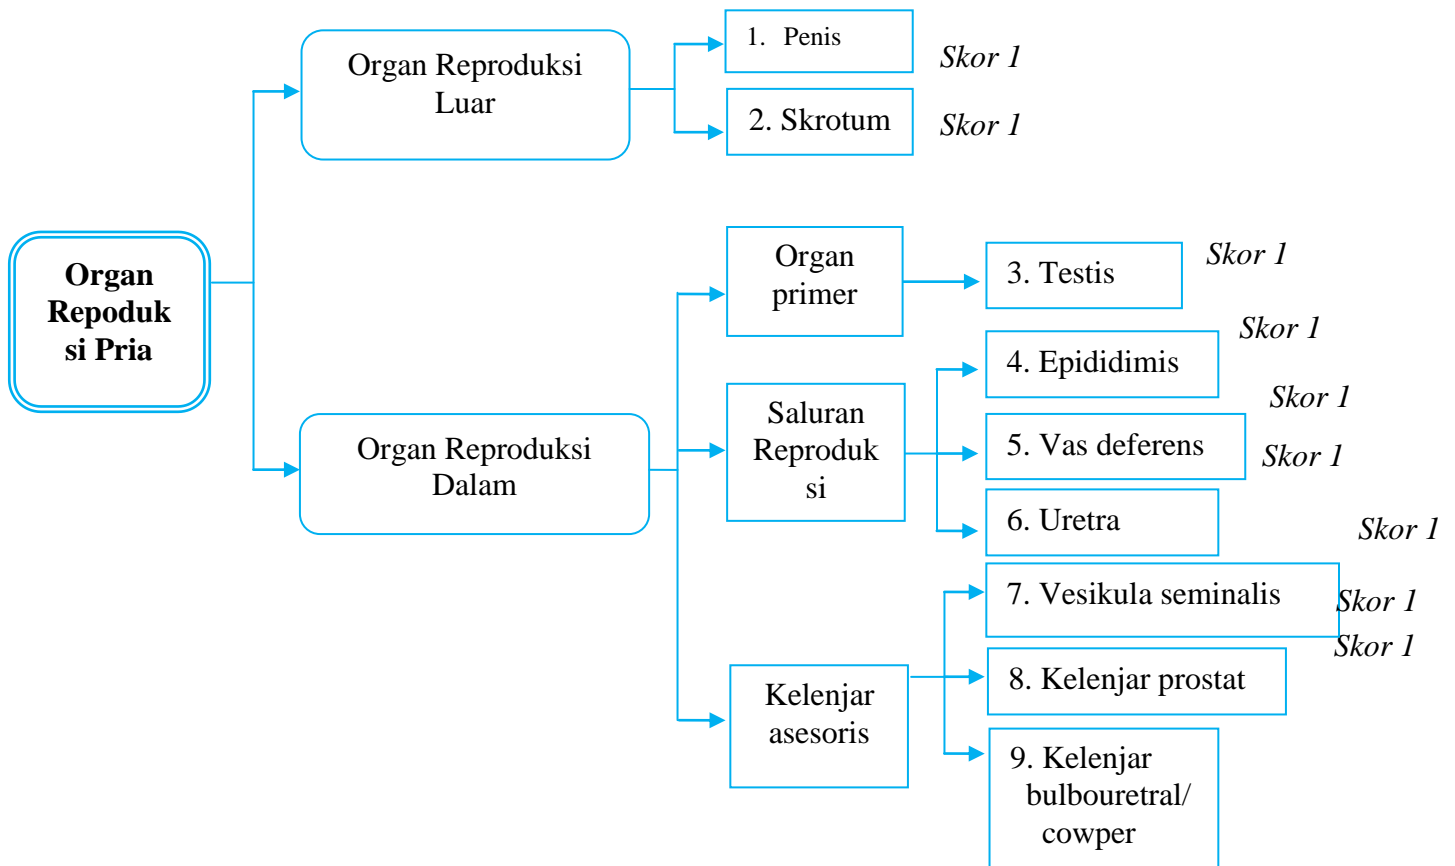 Organ
Repoduk
si Pria
Organ Reproduksi
Luar
1. Penis
Skor 1
2. Skrotum
Skor 1
Organ Reproduksi
Dalam
Organ
primer
3. Testis
Skor 1
Saluran
Reproduk
si
4. Epididimis
Skor 1
5. Vas deferens
Skor 1
6. Uretra
Skor 1
Kelenjar
asesoris
7. Vesikula seminalis
Skor 1
8. Kelenjar prostat
Skor 1
9. Kelenjar
bulbouretral/
cowper
Skor 1